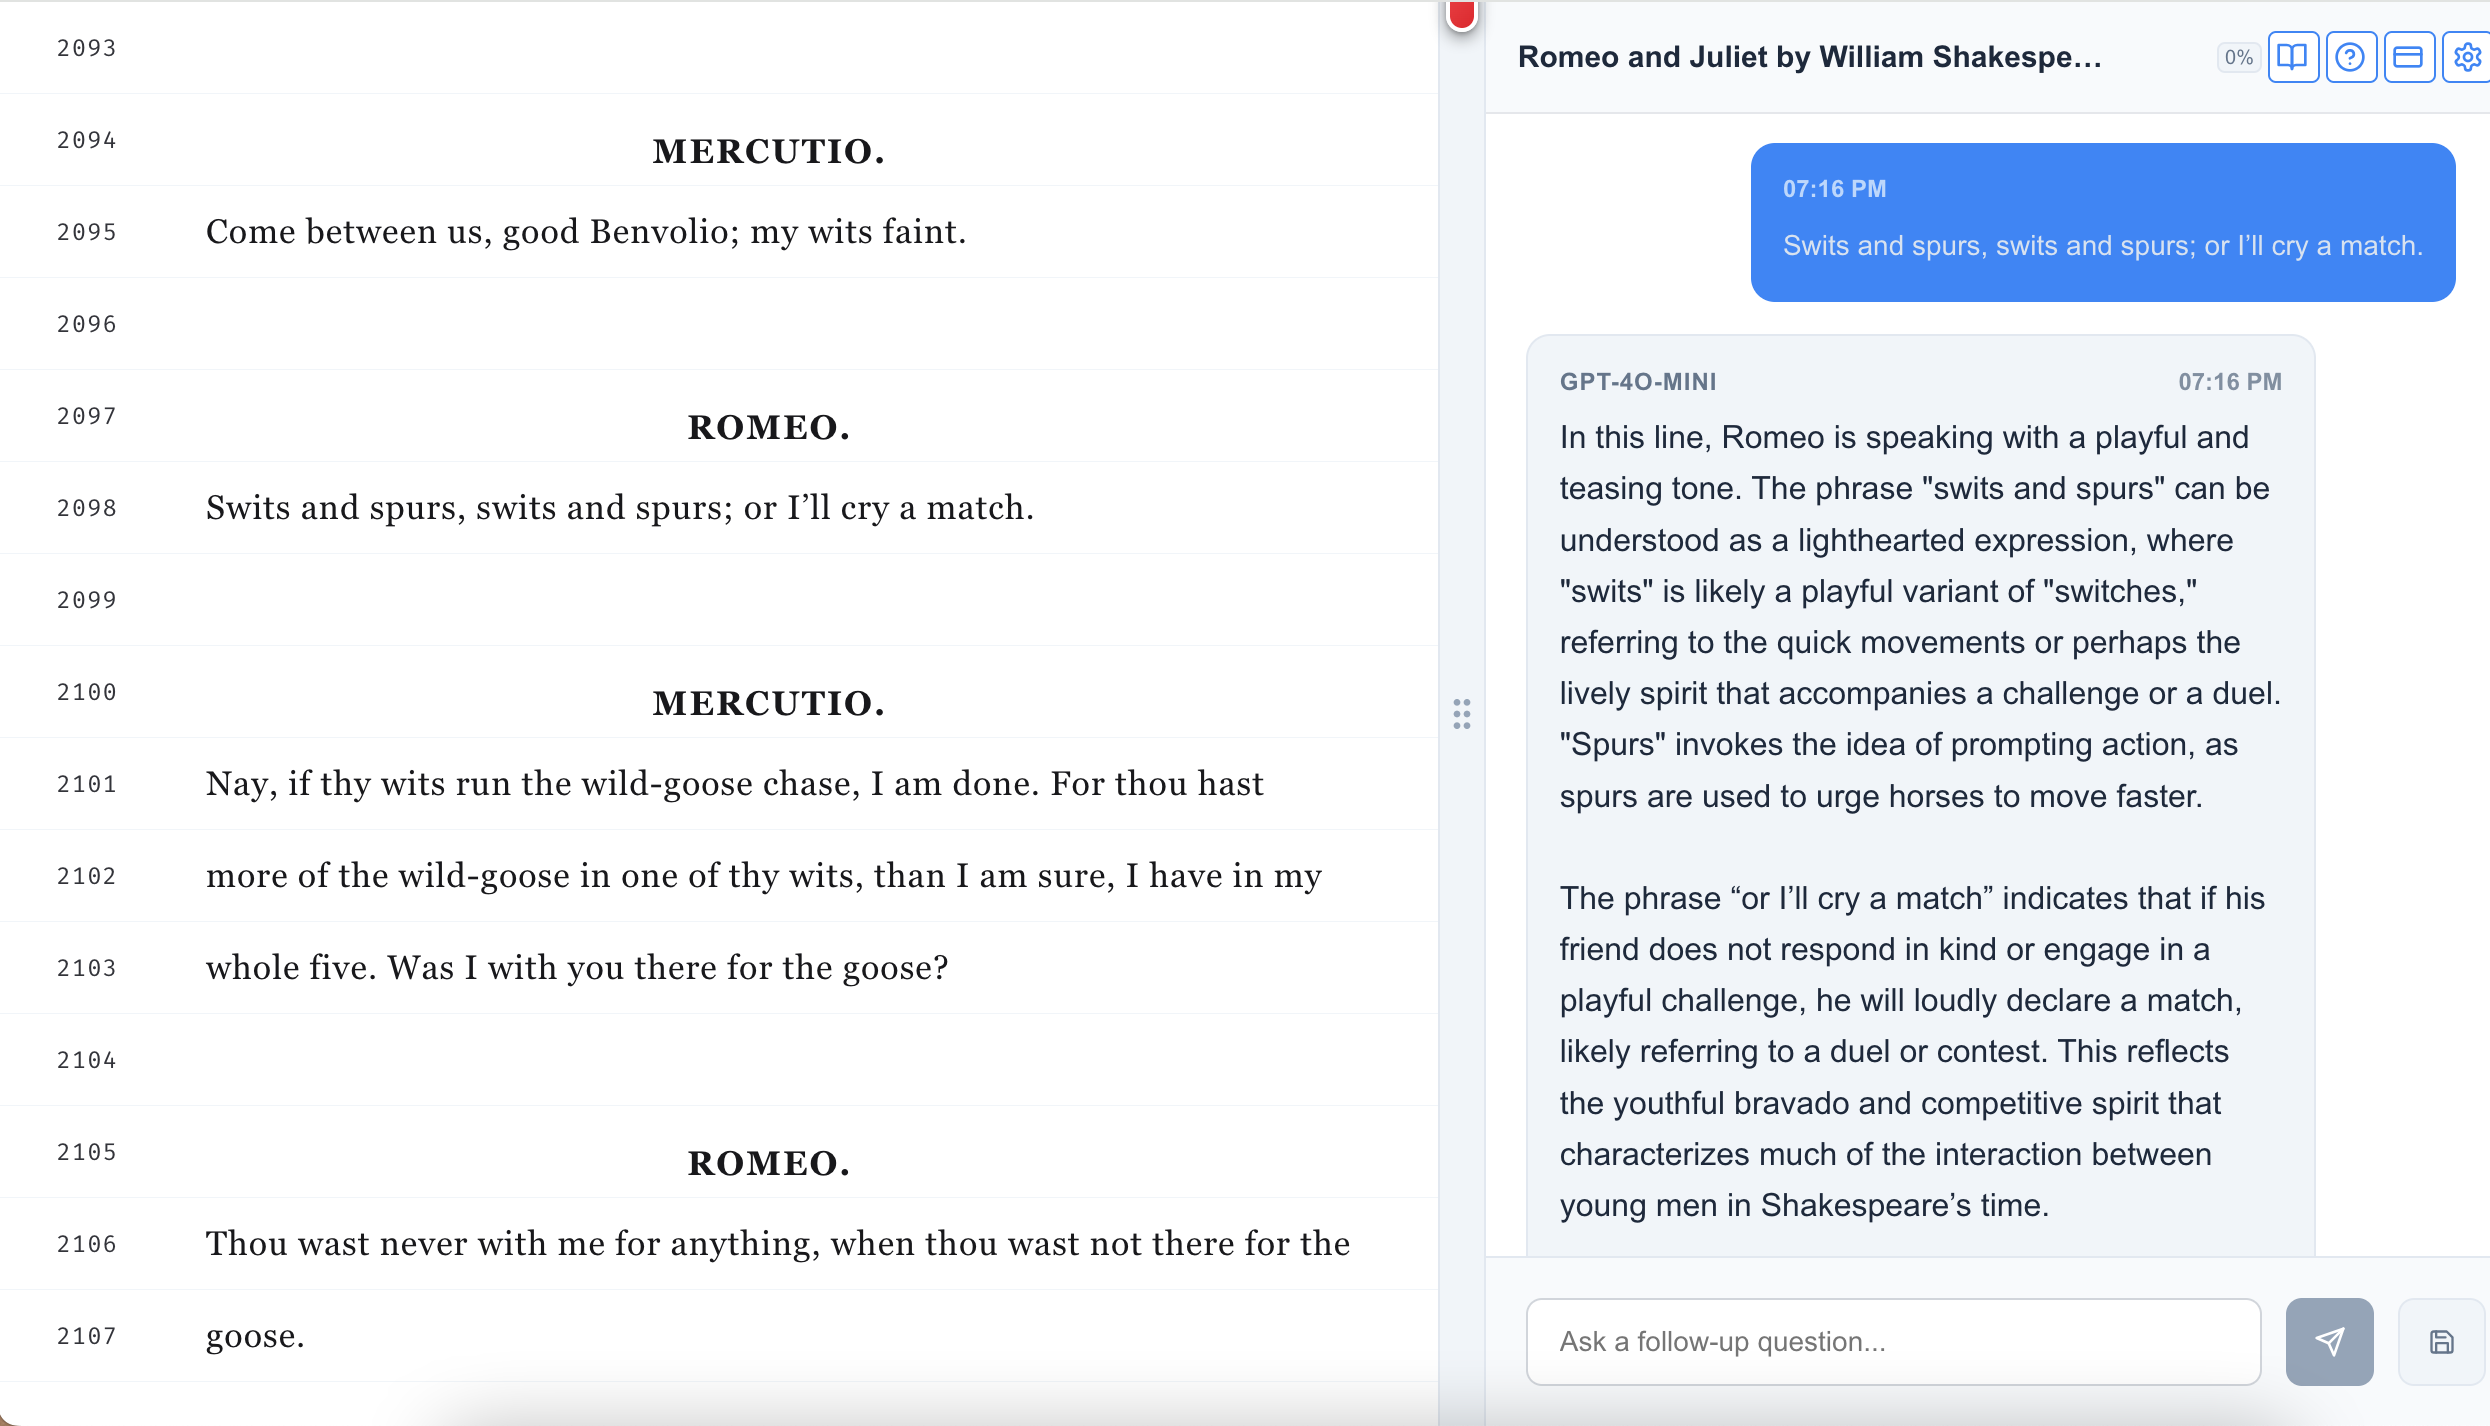 2093
2094
MERCUTIO.
2095 Come between us, good Benvolio; my wits faint.
2096
2097
ROMEO.
2098 Swits and spurs, swits and spurs; or I’ll cry a match.
2099
2100
MERCUTIO.
2101 Nay, if thy wits run the wild-goose chase, I am done. For thou hast
2102 more of the wild-goose in one of thy wits, than I am sure, I have in my
2103 whole five. Was I with you there for the goose?
2104
2105
ROMEO.
2106 Thou wast never with me for anything, when thou wast not there for the
2107 goose.
Romeo and Juliet by William Shakespe...
0%
07:16 PM
Swits and spurs, swits and spurs; or I’ll cry a match.
GPT-4O-MINI 07:16 PM
In this line, Romeo is speaking with a playful and
teasing tone. The phrase "swits and spurs" can be
understood as a lighthearted expression, where
"swits" is likely a playful variant of "switches,"
referring to the quick movements or perhaps the
lively spirit that accompanies a challenge or a duel.
"Spurs" invokes the idea of prompting action, as
spurs are used to urge horses to move faster.
The phrase “or I’ll cry a match” indicates that if his
friend does not respond in kind or engage in a
playful challenge, he will loudly declare a match,
likely referring to a duel or contest. This reflects
the youthful bravado and competitive spirit that
characterizes much of the interaction between
young men in Shakespeare’s time.
Ask a follow-up question...